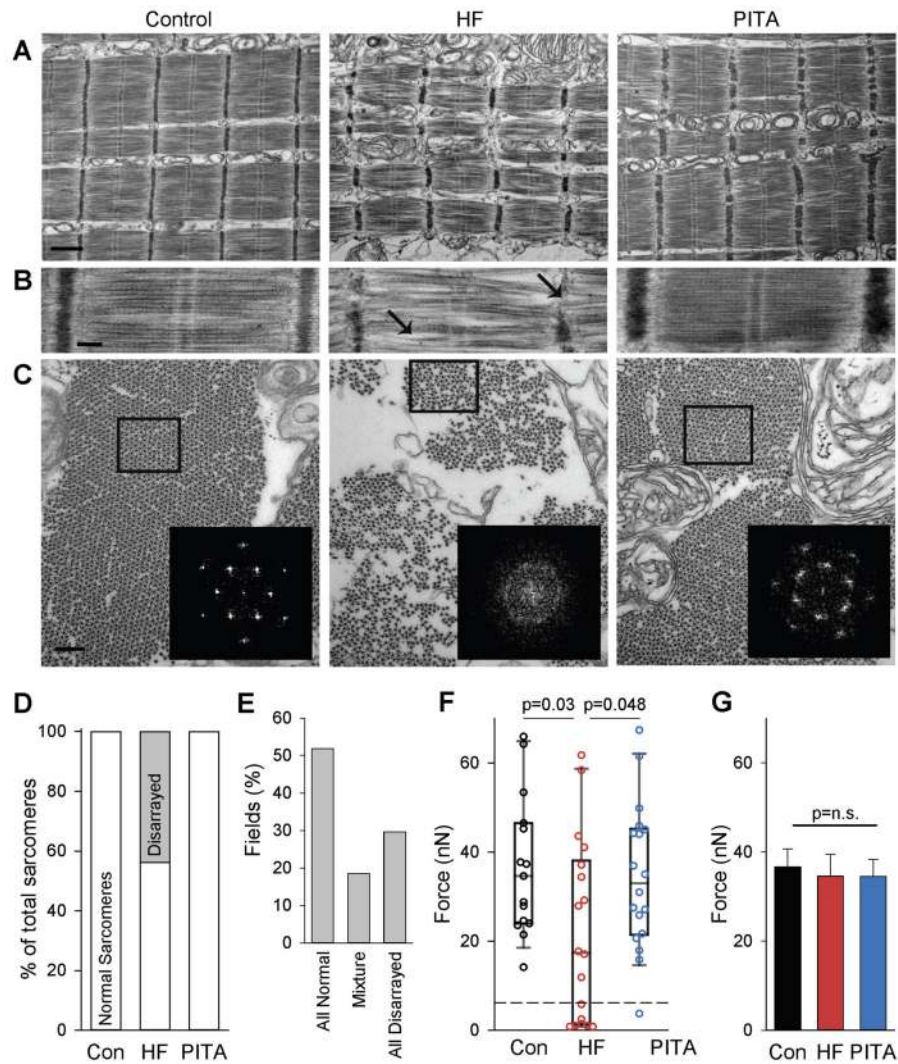 Control HF PITA
A
B
C
D
% of total sarcomeres
100
80
60
40
20
0
Normal Sarcomeres
Disarrayed
Con HF PITA
E
Fields (%)
60
50
40
30
20
10
0
All Normal
Mixture
All Disarrayed
F
p=0.03 p=0.048
Force (nN)
60
40
20
0
Con HF PITA
G
Force (nN)
60
40
20
0
p=n.s.
Con HF PITA